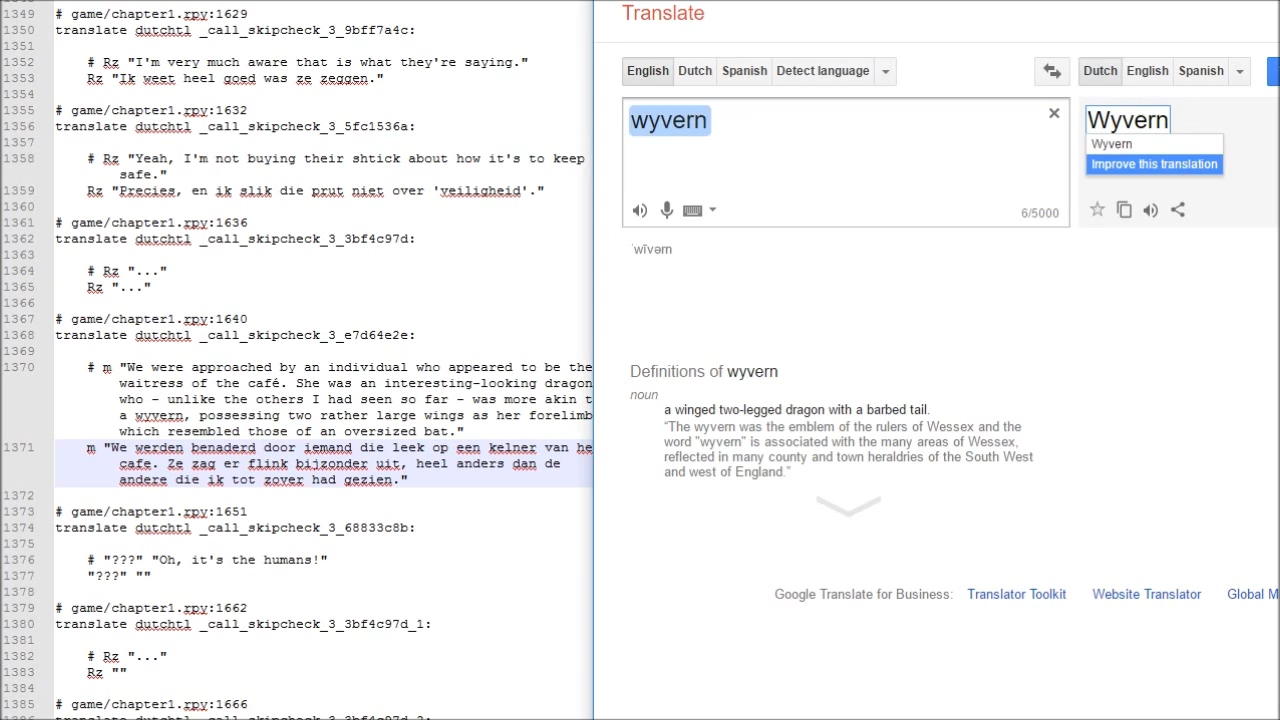 1349 # game/chapter1.rpy:1629
1350 translate dutchtl _call_skipcheck_3_9bff7a4c:
1351
1352 # Rz "I'm very much aware that is what they're saying."
1353 Rz "Ik weet heel goed was ze zeggen."
1354
1355 # game/chapter1.rpy:1632
1356 translate dutchtl _call_skipcheck_3_5fc1536a:
1357
1358 # Rz "Yeah, I'm not buying their shtick about how it's to keep
safe."
1359 Rz "Precies, en ik slik die prut niet over 'veiligheid'."
1360
1361 # game/chapter1.rpy:1636
1362 translate dutchtl _call_skipcheck_3_3bf4c97d:
1363
1364 # Rz "..."
1365 Rz "..."
1366
1367 # game/chapter1.rpy:1640
1368 translate dutchtl _call_skipcheck_3_e7d64e2e:
1369
1370 # m "We were approached by an individual who appeared to be the
waitress of the café. She was an interesting-looking dragon
who - unlike the others I had seen so far - was more akin t
a wyvern, possessing two rather large wings as her forelimb
which resembled those of an oversized bat."
1371 m "We werden benaderd door iemand die leek op een kelner van he
cafe. Ze zag er flink bijzonder uit, heel anders dan de
andere die ik tot zover had gezien."
1372
1373 # game/chapter1.rpy:1651
1374 translate dutchtl _call_skipcheck_3_68833c8b:
1375
1376 # "???" "Oh, it's the humans!"
1377 "???" ""
1378
1379 # game/chapter1.rpy:1662
1380 translate dutchtl _call_skipcheck_3_3bf4c97d_1:
1381
1382 # Rz "..."
1383 Rz ""
1384
1385 # game/chapter1.rpy:1666
Translate
English Dutch Spanish Detect language
Dutch English Spanish
wyvern
6/5000
Wyvern
Wyvern
Improve this translation
ˈwīvərn
Definitions of wyvern
noun
a winged two-legged dragon with a barbed tail.
“The wyvern was the emblem of the rulers of Wessex and the
word "wyvern" is associated with the many areas of Wessex,
reflected in many county and town heraldries of the South West
and west of England.”
Google Translate for Business: Translator Toolkit Website Translator Global M